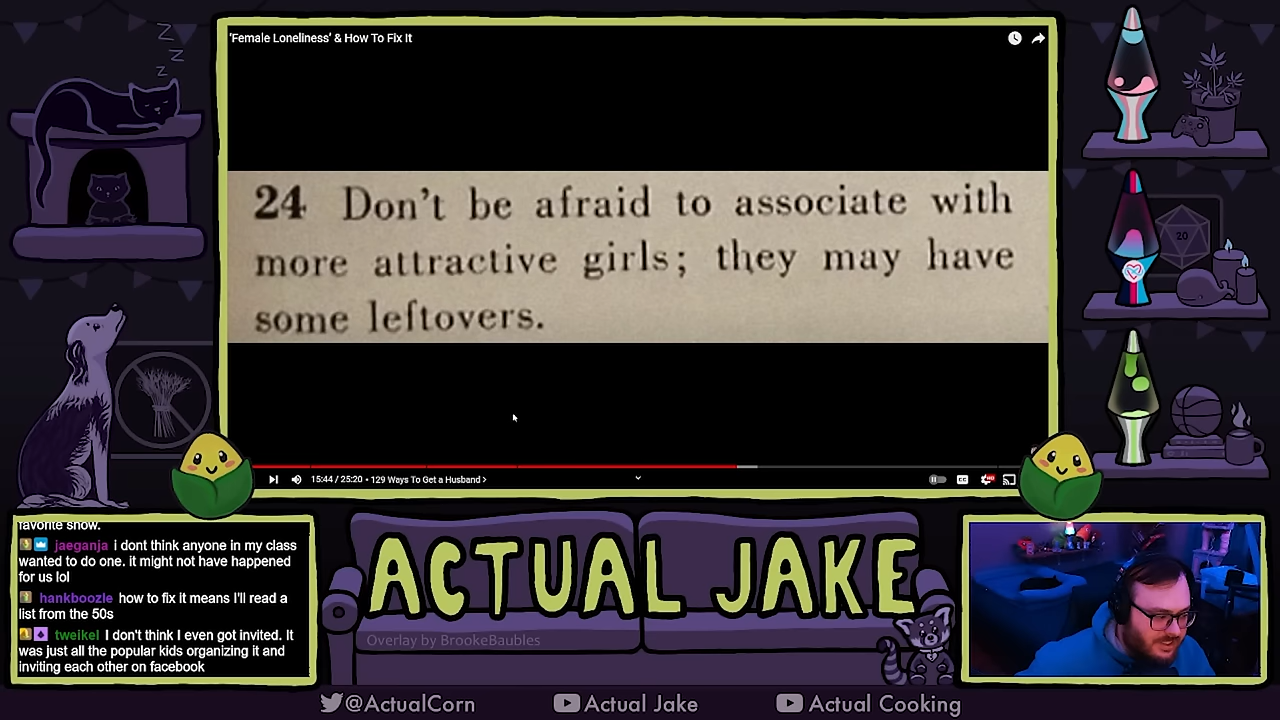 'Female Loneliness' & How To Fix It
24 Don't be afraid to associate with
more attractive girls; they may have
some leftovers.
15:44 / 25:20 • 129 Ways To Get a Husband >
20
favorite show.
jaeganja i dont think anyone in my class
wanted to do one. it might not have happened
for us lol
hankboozle how to fix it means I'll read a
list from the 50s
tweikel I don't think I even got invited. It
was just all the popular kids organizing it and
inviting each other on facebook
ACTUAL JAKE
Overlay by BrookeBaubles
@ActualCorn
Actual Jake
Actual Cooking